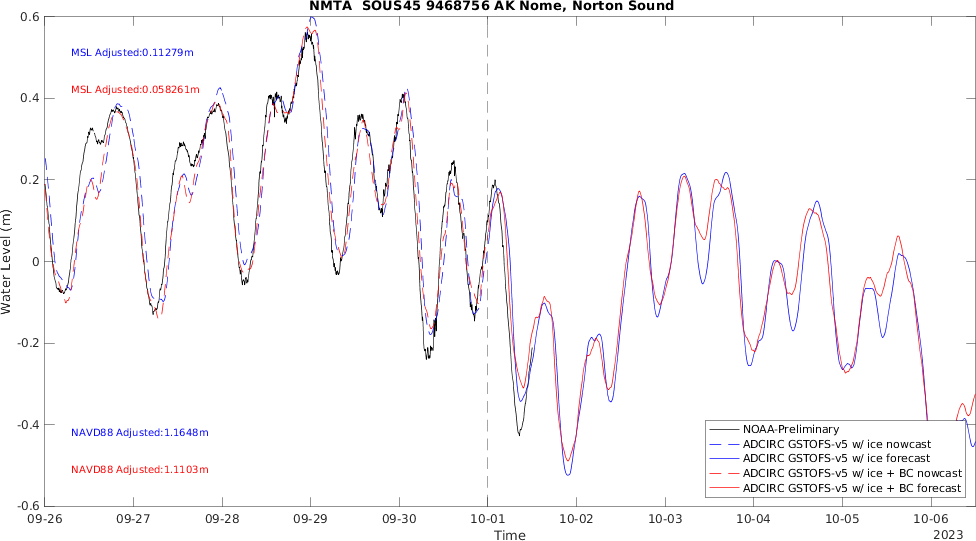 NMTA SOUS45 9468756 AK Nome, Norton Sound
0.6
MSL Adjusted:0.11279m
MSL Adjusted:0.058261m
0.4
0.2
0
-0.2
-0.4
-0.6
Water Level (m)
NAVD88 Adjusted:1.1648m
NAVD88 Adjusted:1.1103m
NOAA-Preliminary
ADCIRC GSTOFS-v5 w/ ice nowcast
ADCIRC GSTOFS-v5 w/ ice forecast
ADCIRC GSTOFS-v5 w/ ice + BC nowcast
ADCIRC GSTOFS-v5 w/ ice + BC forecast
09-26 09-27 09-28 09-29 09-30 10-01 10-02 10-03 10-04 10-05 10-06
Time
2023